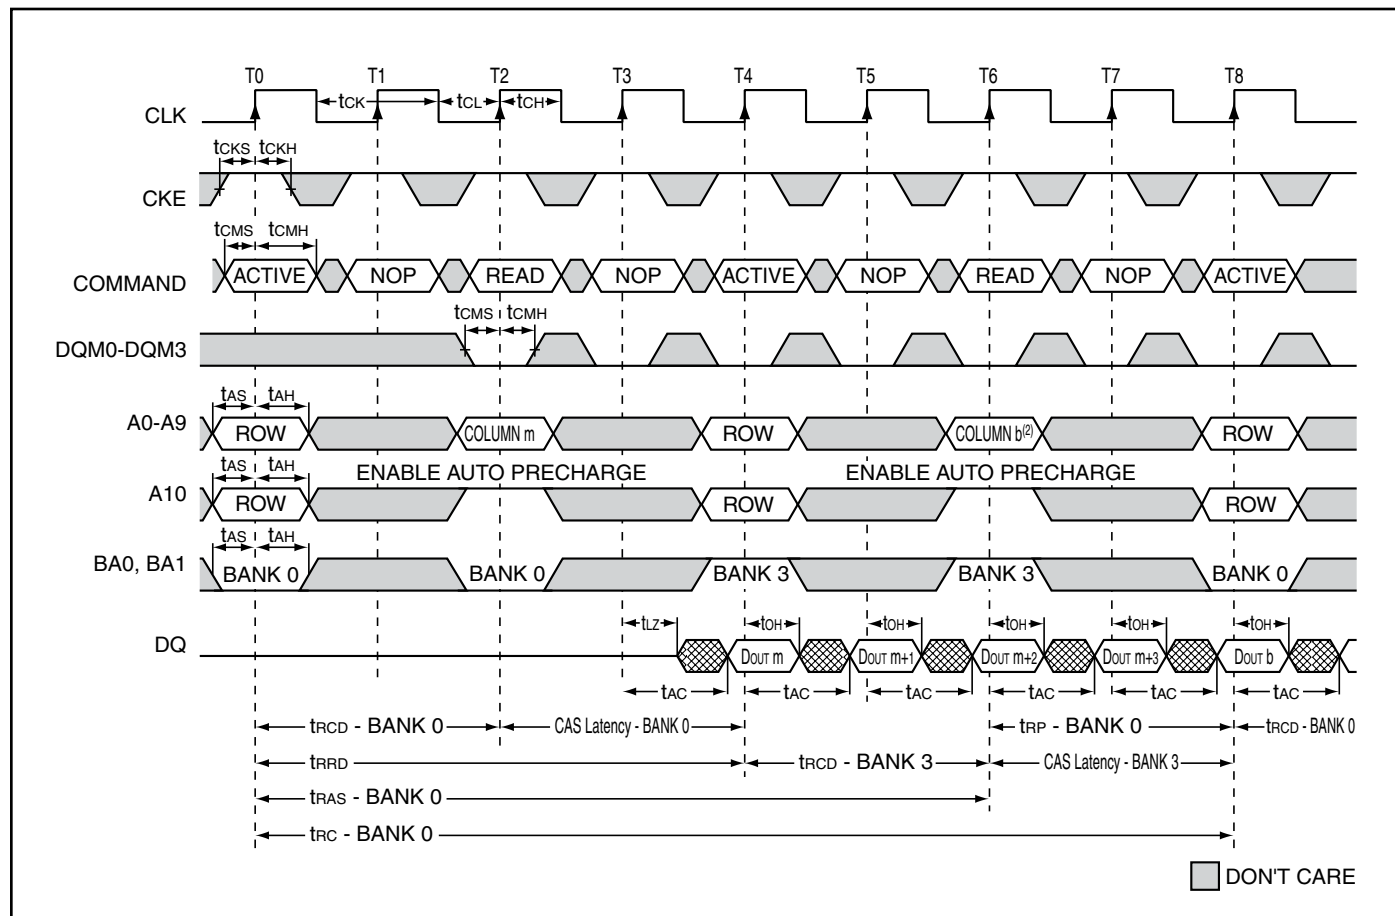 T0 T1 T2 T3 T4 T5 T6 T7 T8
CLK tCK tCL tCH
tCKS tCKH
CKE
tCMS tCMH
COMMAND ACTIVE NOP READ NOP ACTIVE NOP READ NOP ACTIVE
tCMS tCMH
DQM0-DQM3
tAS tAH
A0-A9 ROW COLUMN m ROW COLUMN b(2) ROW
tAS tAH ENABLE AUTO PRECHARGE ENABLE AUTO PRECHARGE
A10 ROW ROW ROW
tAS tAH
BA0, BA1 BANK 0 BANK 0 BANK 3 BANK 3 BANK 0
tLZ tOH tOH tOH tOH tOH
DQ DOUT m DOUT m+1 DOUT m+2 DOUT m+3 DOUT b
tAC tAC tAC tAC tAC tAC
tRCD - BANK 0 CAS Latency - BANK 0 tRP - BANK 0 tRCD - BANK 0
tRRD tRCD - BANK 3 CAS Latency - BANK 3
tRAS - BANK 0
tRC - BANK 0
DON'T CARE